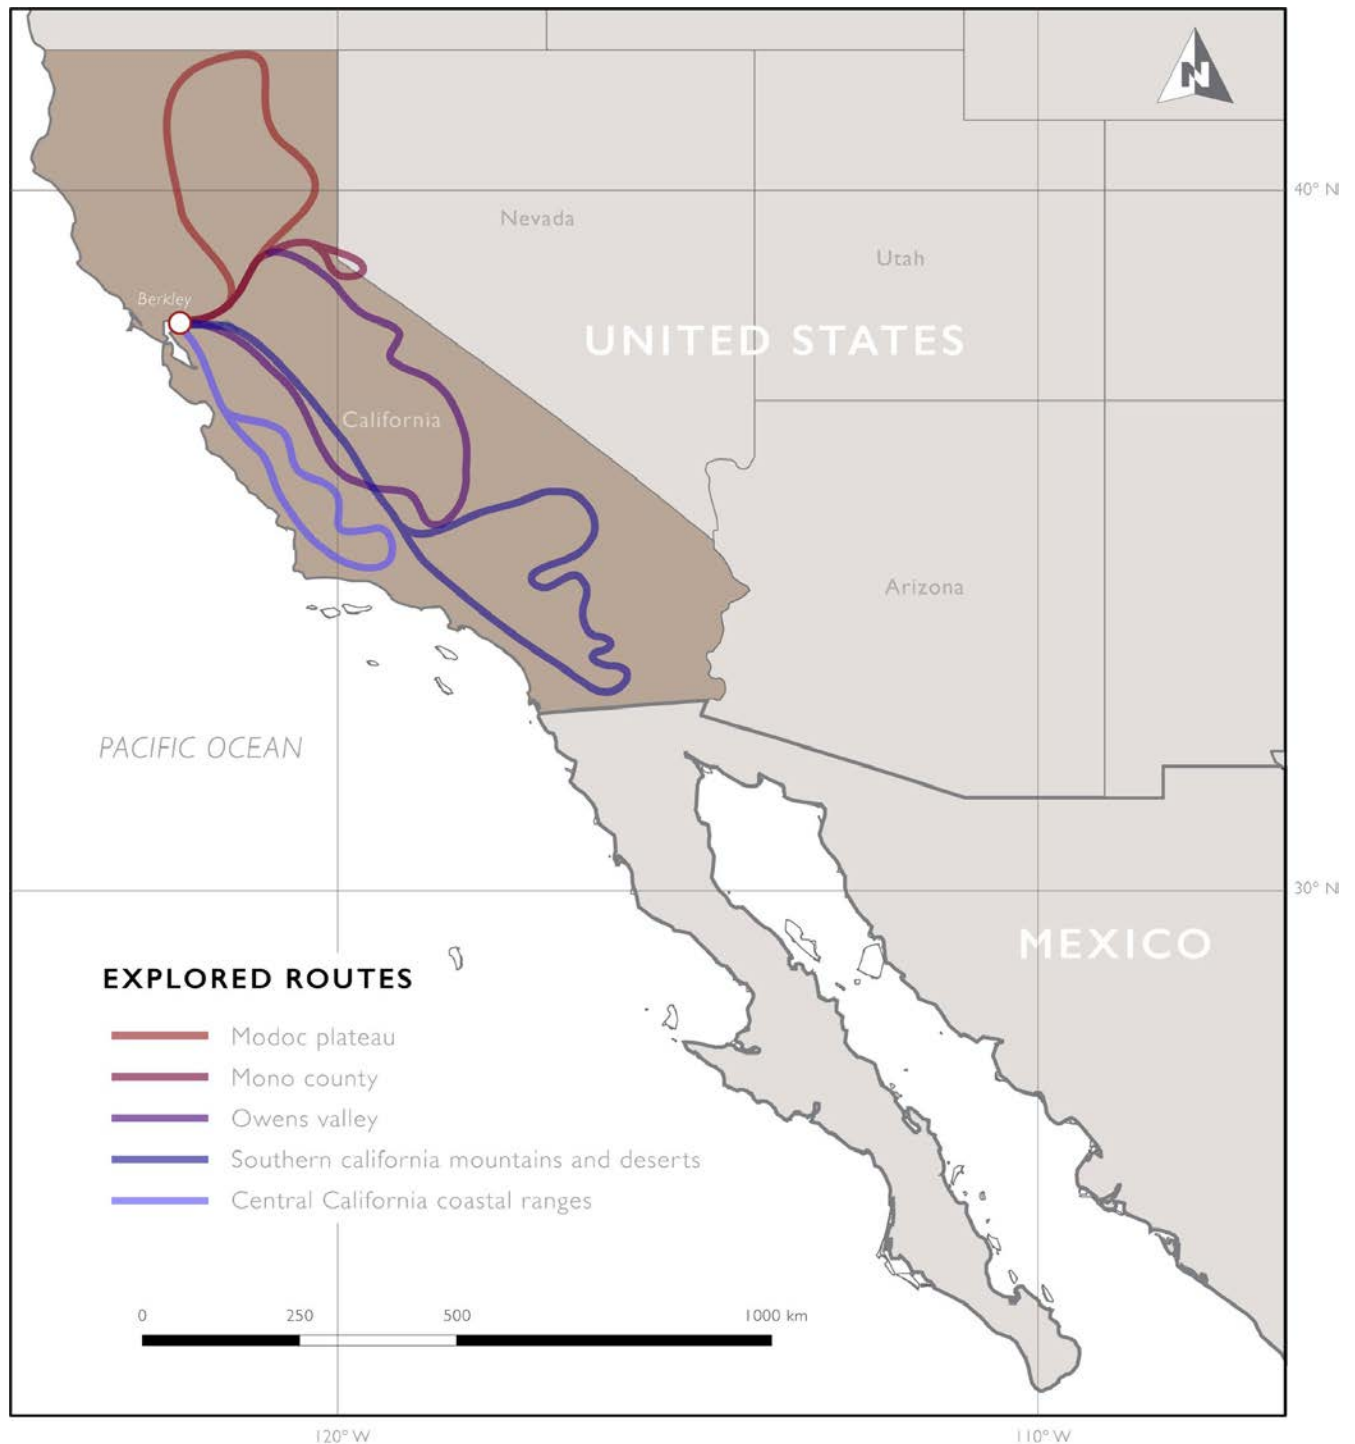 N
40° N
Nevada
Utah
Berkley
UNITED STATES
California
Arizona
PACIFIC OCEAN
30° N
MEXICO
EXPLORED ROUTES
Modoc plateau
Mono county
Owens valley
Southern california mountains and deserts
Central California coastal ranges
0 250 500 1000 km
120° W 110° W